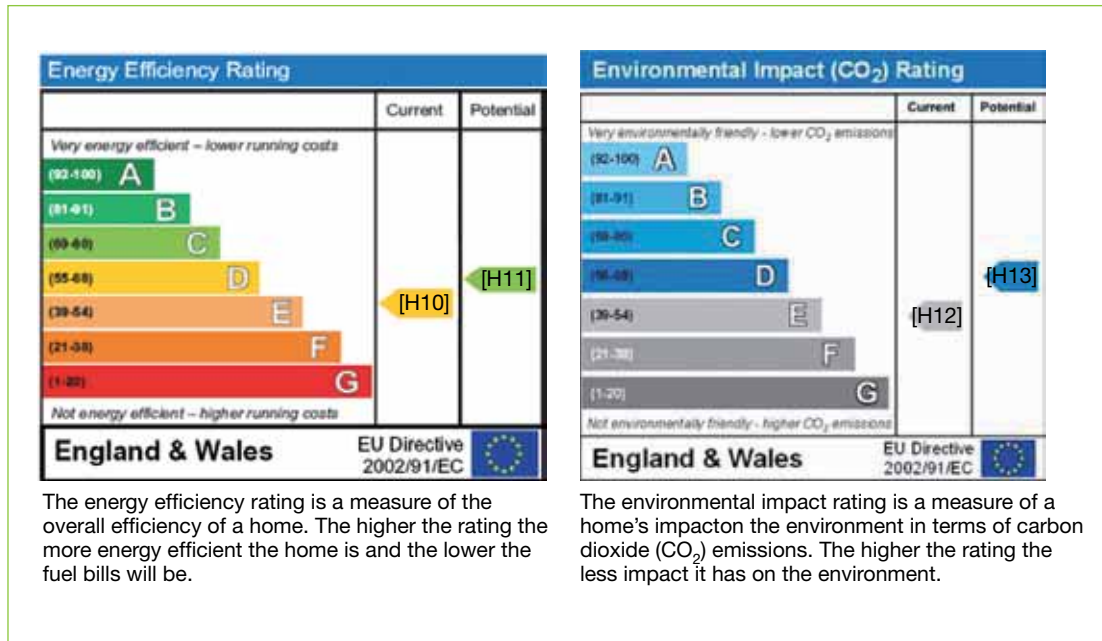 Energy Efficiency Rating
Current Potential
Very energy efficient – lower running costs
(92-100) A
(81-91) B
(69-80) C
(55-68) D
(39-54) E
(21-38) F
(1-20) G
[H10]
[H11]
Not energy efficient – higher running costs
England & Wales
EU Directive
2002/91/EC
The energy efficiency rating is a measure of the
overall efficiency of a home. The higher the rating the
more energy efficient the home is and the lower the
fuel bills will be.
Environmental Impact (CO₂) Rating
Current Potential
Very environmentally friendly - lower CO₂ emissions
(92-100) A
(81-91) B
(69-80) C
(55-68) D
(39-54) E
(21-38) F
(1-20) G
[H12]
[H13]
Not environmentally friendly - higher CO₂ emissions
England & Wales
EU Directive
2002/91/EC
The environmental impact rating is a measure of a
home's impacton the environment in terms of carbon
dioxide (CO₂) emissions. The higher the rating the
less impact it has on the environment.